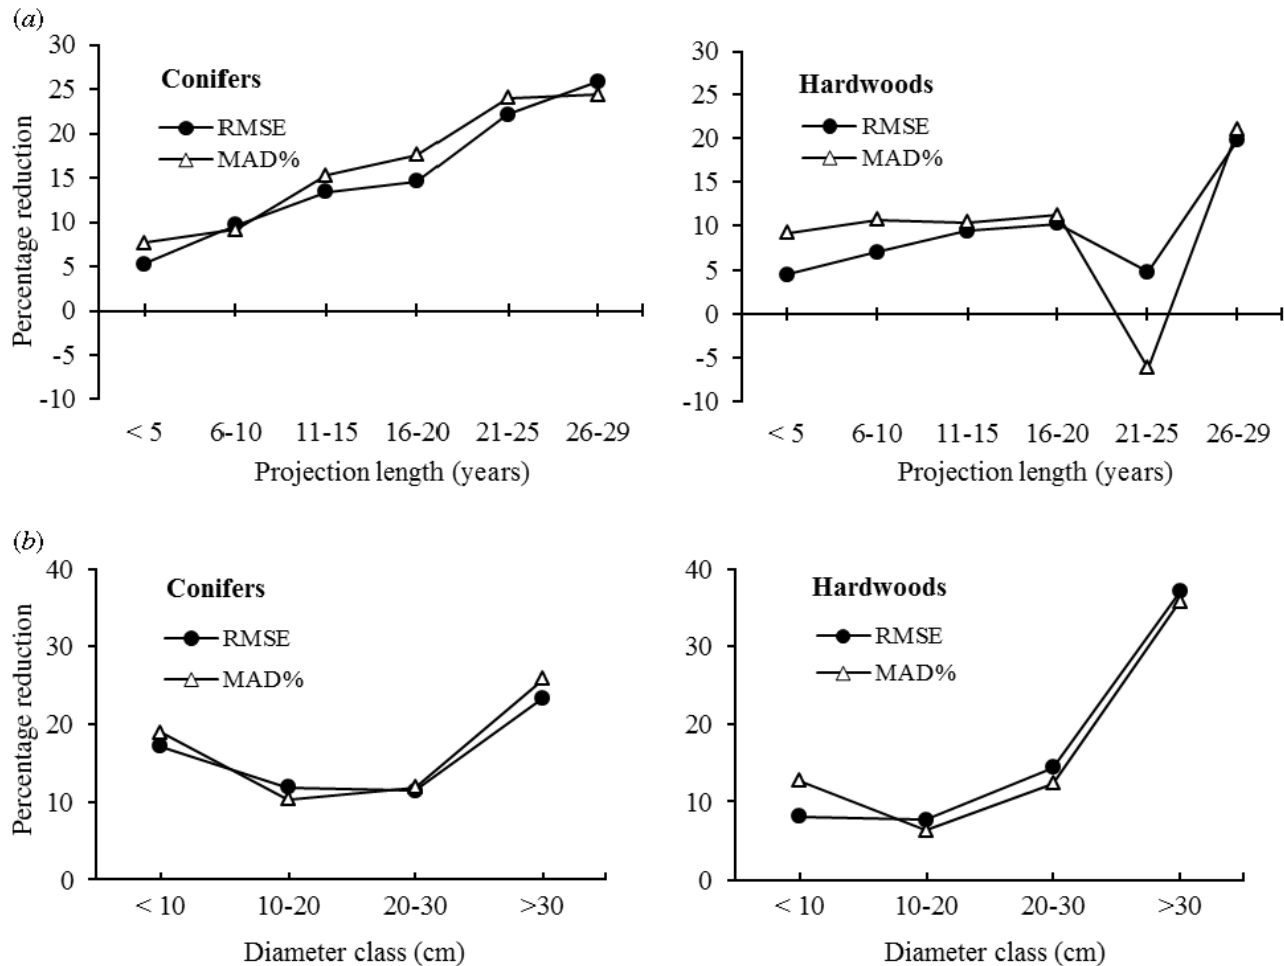 (a)
Percentage reduction
30
25
20
15
10
5
0
-5
-10
Conifers
RMSE
MAD%
< 5 6-10 11-15 16-20 21-25 26-29
Projection length (years)
30
25
20
15
10
5
0
-5
-10
Hardwoods
RMSE
MAD%
< 5 6-10 11-15 16-20 21-25 26-29
Projection length (years)
(b)
Percentage reduction
40
30
20
10
0
Conifers
RMSE
MAD%
< 10 10-20 20-30 >30
Diameter class (cm)
40
30
20
10
0
Hardwoods
RMSE
MAD%
< 10 10-20 20-30 >30
Diameter class (cm)